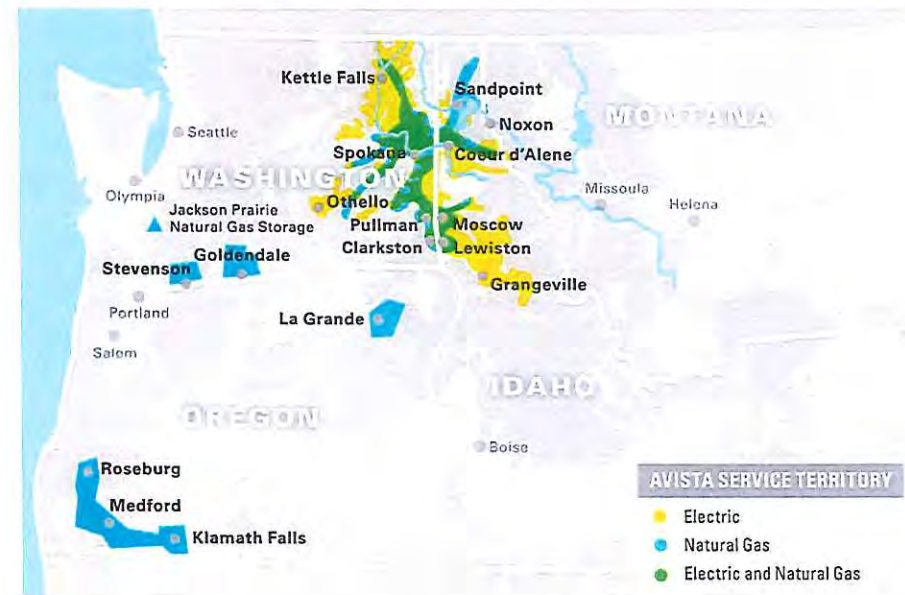 Kettle Falls
Sandpoint
Noxon
MONTANA
Seattle
Spokane
Coeur d'Alene
WASHINGTON
Missoula
Olympia
Othello
Helena
Jackson Prairie
Natural Gas Storage
Pullman
Moscow
Clarkston
Lewiston
Goldendale
Stevenson
Grangeville
Portland
La Grande
Salem
IDAHO
OREGON
Boise
Roseburg
Medford
Klamath Falls
AVISTA SERVICE TERRITORY
Electric
Natural Gas
Electric and Natural Gas